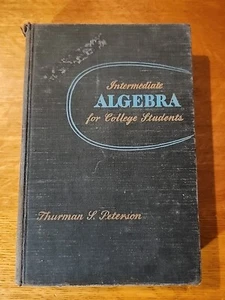 Intermediate
ALGEBRA
for College Students
Thurman S. Peterson